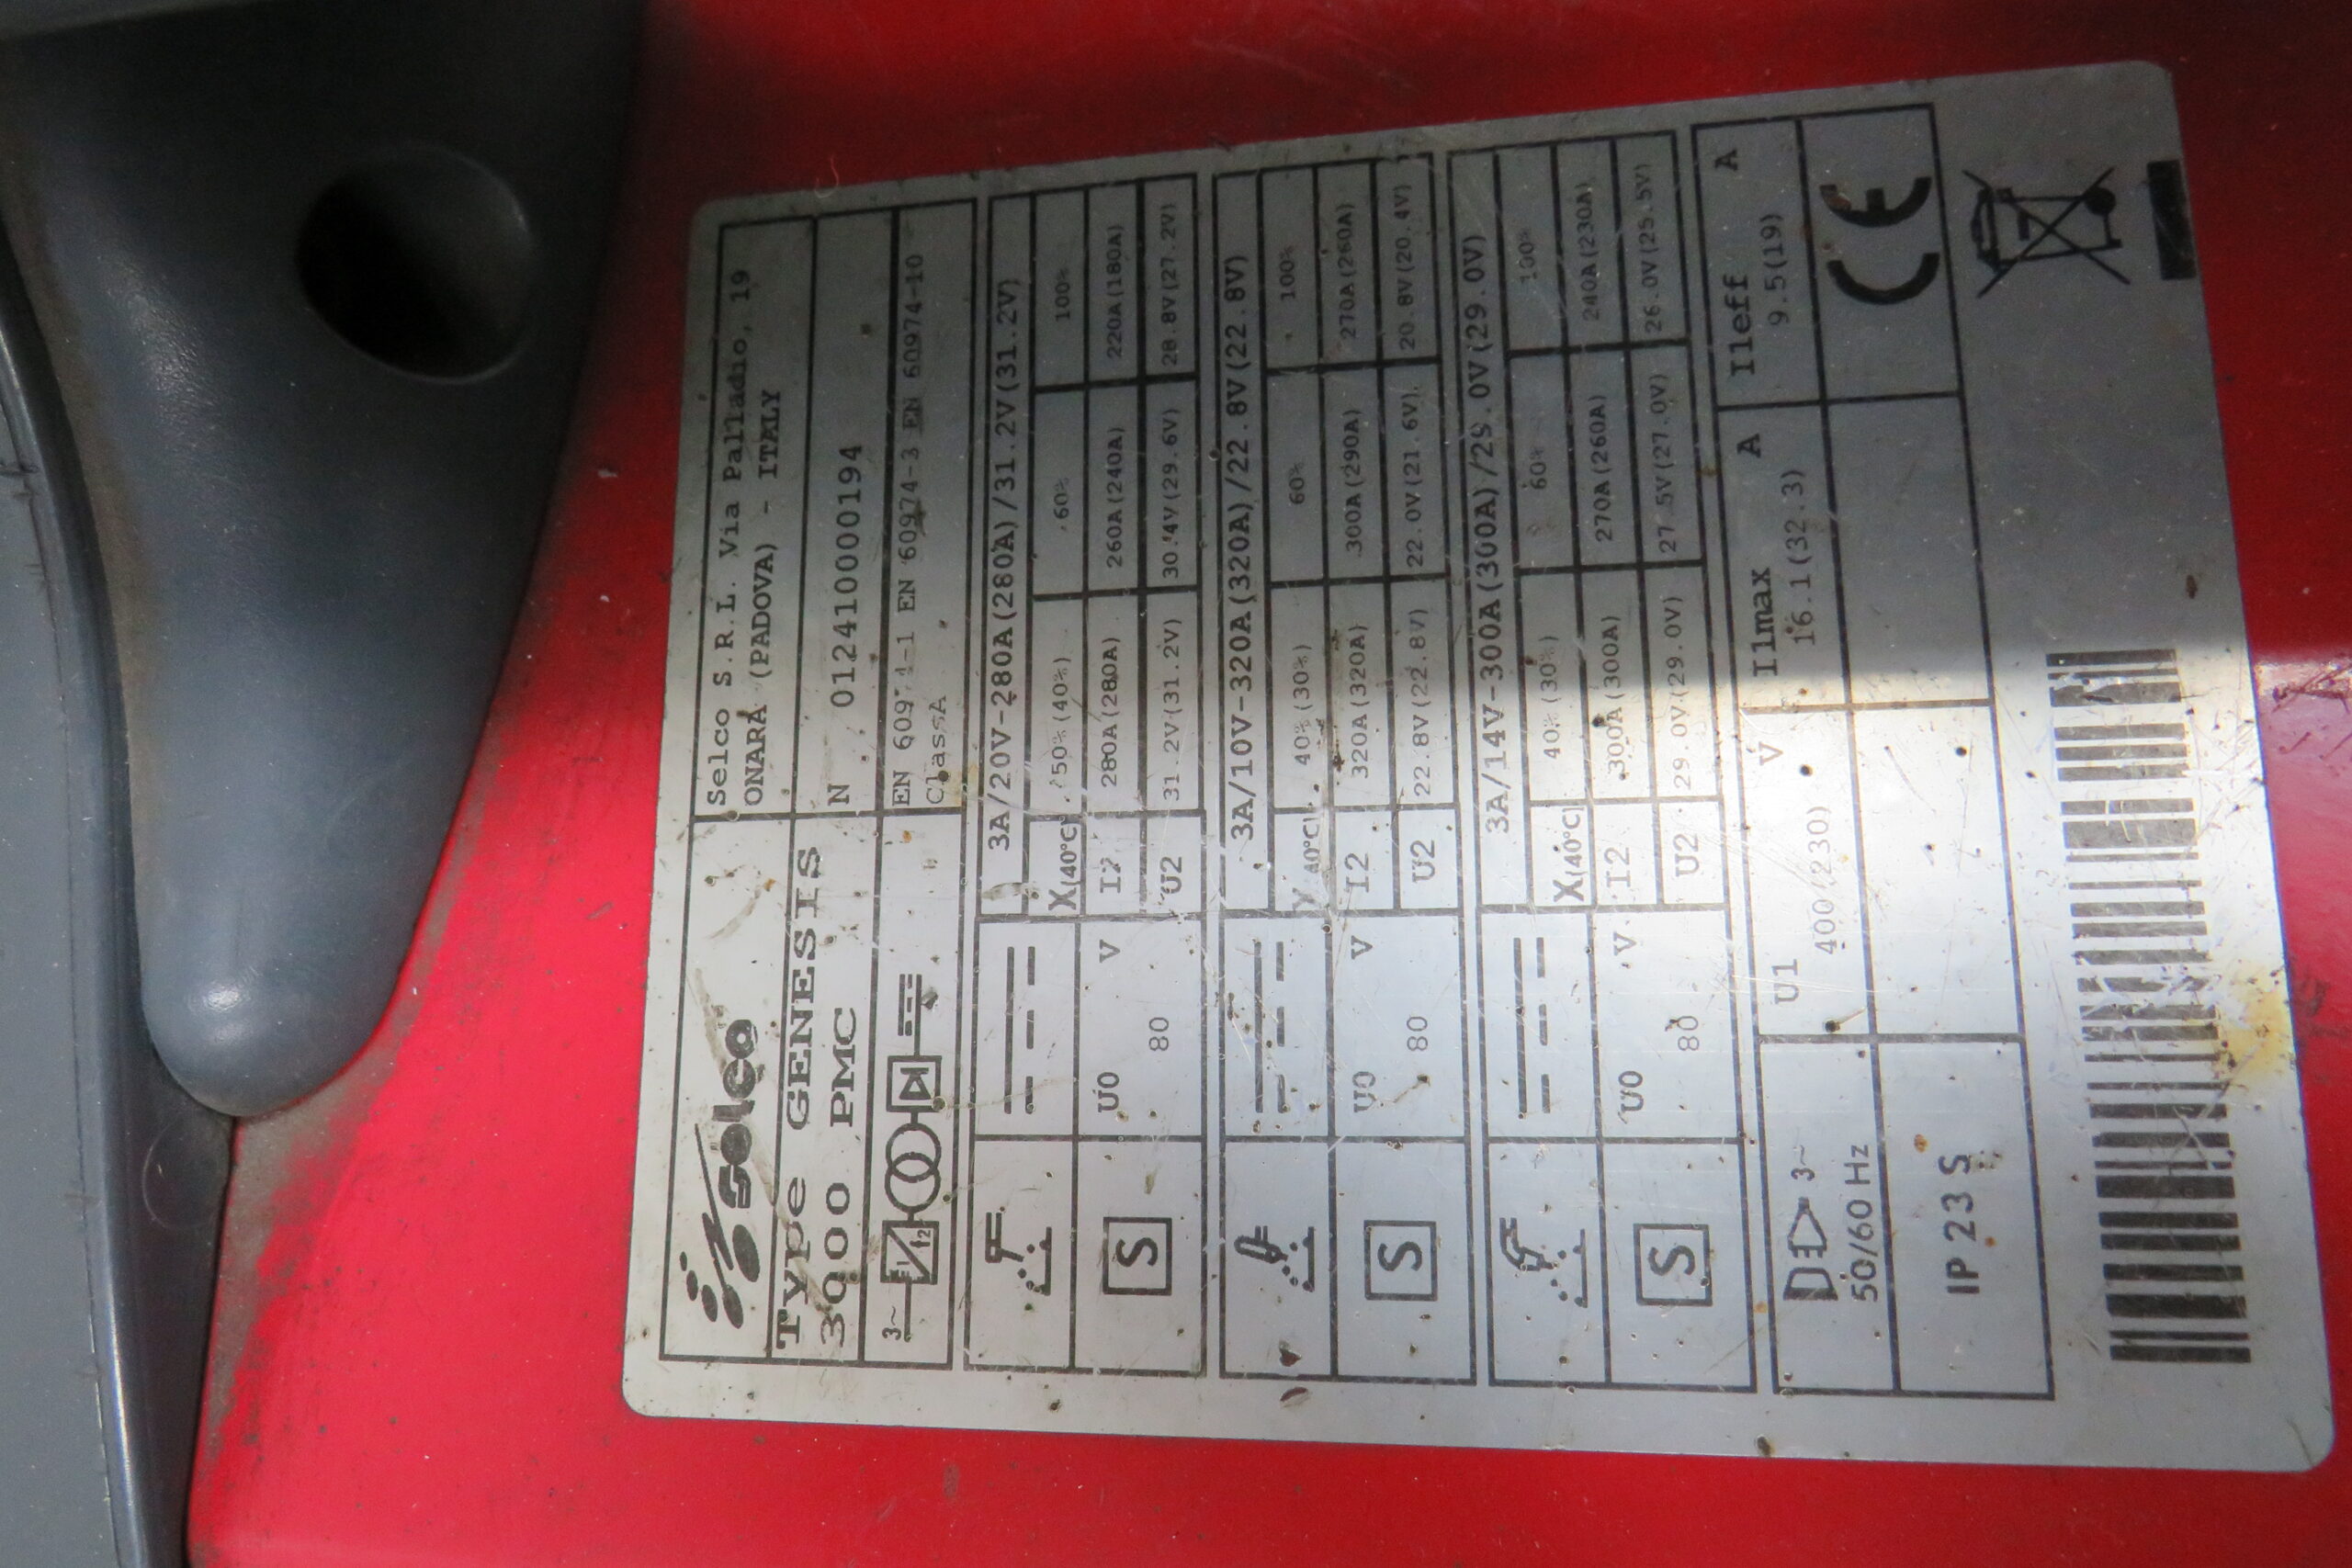 selco
Selco S.R.L. Via Palladio, 19
ONARA (PADOVA) - ITALY
Type GENESIS
3000 PMC
N 01241000194
3~ f1 f2
EN 60974-1 EN 60974-3 EN 60974-10
ClassA
3A/20V-280A(280A)/31.2V(31.2V)
X(40°C) 50%(40%) 60% 100%
U0 V
80
I2 280A(280A) 260A(240A) 220A(180A)
S
U2 31.2V(31.2V) 30.4V(29.6V) 28.8V(27.2V)
3A/10V-320A(320A)/22.8V(22.8V)
X(40°C) 40%(30%) 60% 100%
U0 V
80
I2 320A(320A) 300A(290A) 270A(260A)
S
U2 22.8V(22.8V) 22.0V(21.6V) 20.8V(20.4V)
3A/14V-300A(300A)/29.0V(29.0V)
X(40°C) 40%(30%) 60% 100%
U0 V
80
I2 300A(300A) 270A(260A) 240A(230A)
S
U2 29.0V(29.0V) 27.5V(27.0V) 26.0V(25.5V)
3~
50/60 Hz
U1 V
400(230)
I1max A
16.1(32.3)
I1eff A
9.5(19)
IP 23 S
CE